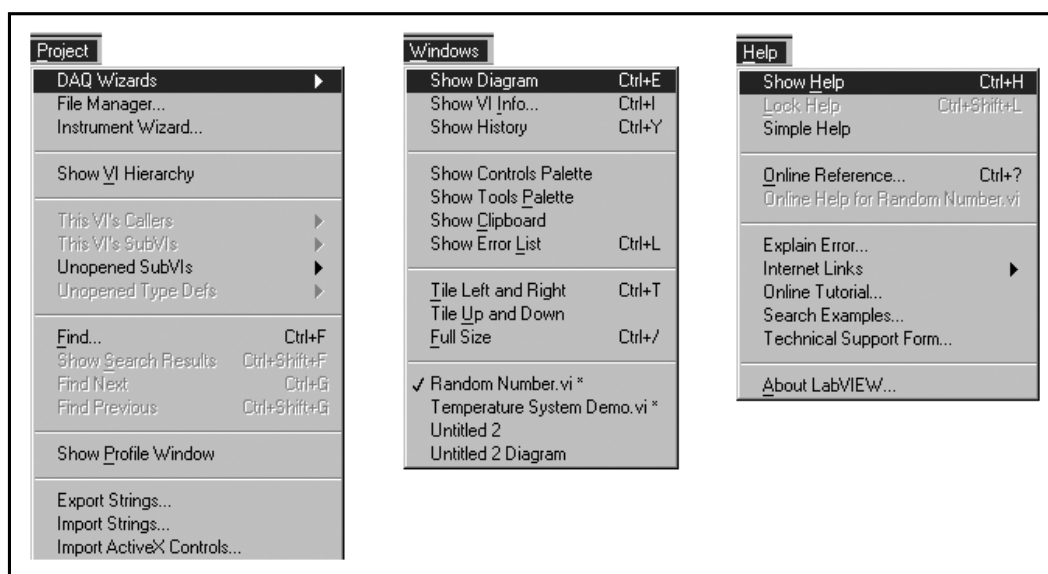 Project
DAQ Wizards
File Manager...
Instrument Wizard...
Show VI Hierarchy
This VI's Callers
This VI's SubVIs
Unopened SubVIs
Unopened Type Defs
Find... Ctrl+F
Show Search Results Ctrl+Shift+F
Find Next Ctrl+G
Find Previous Ctrl+Shift+G
Show Profile Window
Export Strings...
Import Strings...
Import ActiveX Controls...
Windows
Show Diagram Ctrl+E
Show VI Info... Ctrl+I
Show History Ctrl+Y
Show Controls Palette
Show Tools Palette
Show Clipboard
Show Error List Ctrl+L
Tile Left and Right Ctrl+T
Tile Up and Down
Full Size Ctrl+/
✓ Random Number.vi *
Temperature System Demo.vi *
Untitled 2
Untitled 2 Diagram
Help
Show Help Ctrl+H
Lock Help Ctrl+Shift+L
Simple Help
Online Reference... Ctrl+?
Online Help for Random Number.vi
Explain Error...
Internet Links
Online Tutorial...
Search Examples...
Technical Support Form...
About LabVIEW...